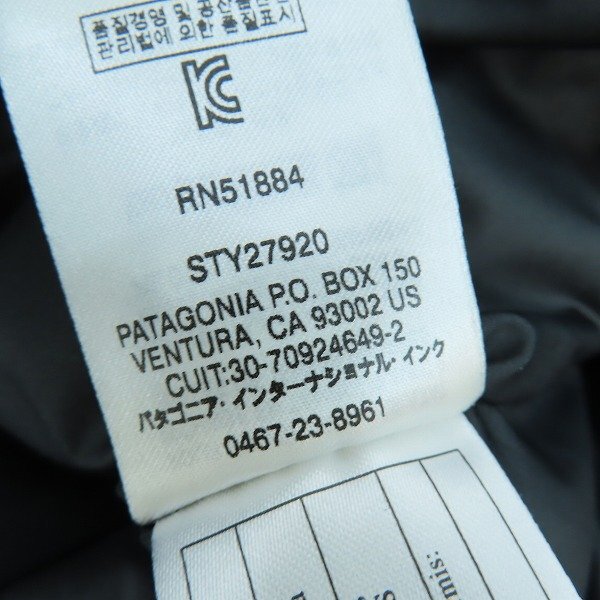 품질경영 및 공산품안전
관리법에 의한 품질표시
RN51884
STY27920
PATAGONIA P.O. BOX 150
VENTURA, CA 93002 US
CUIT:30-70924649-2
パタゴニア・インターナショナル・インク
0467-23-8961
mis: